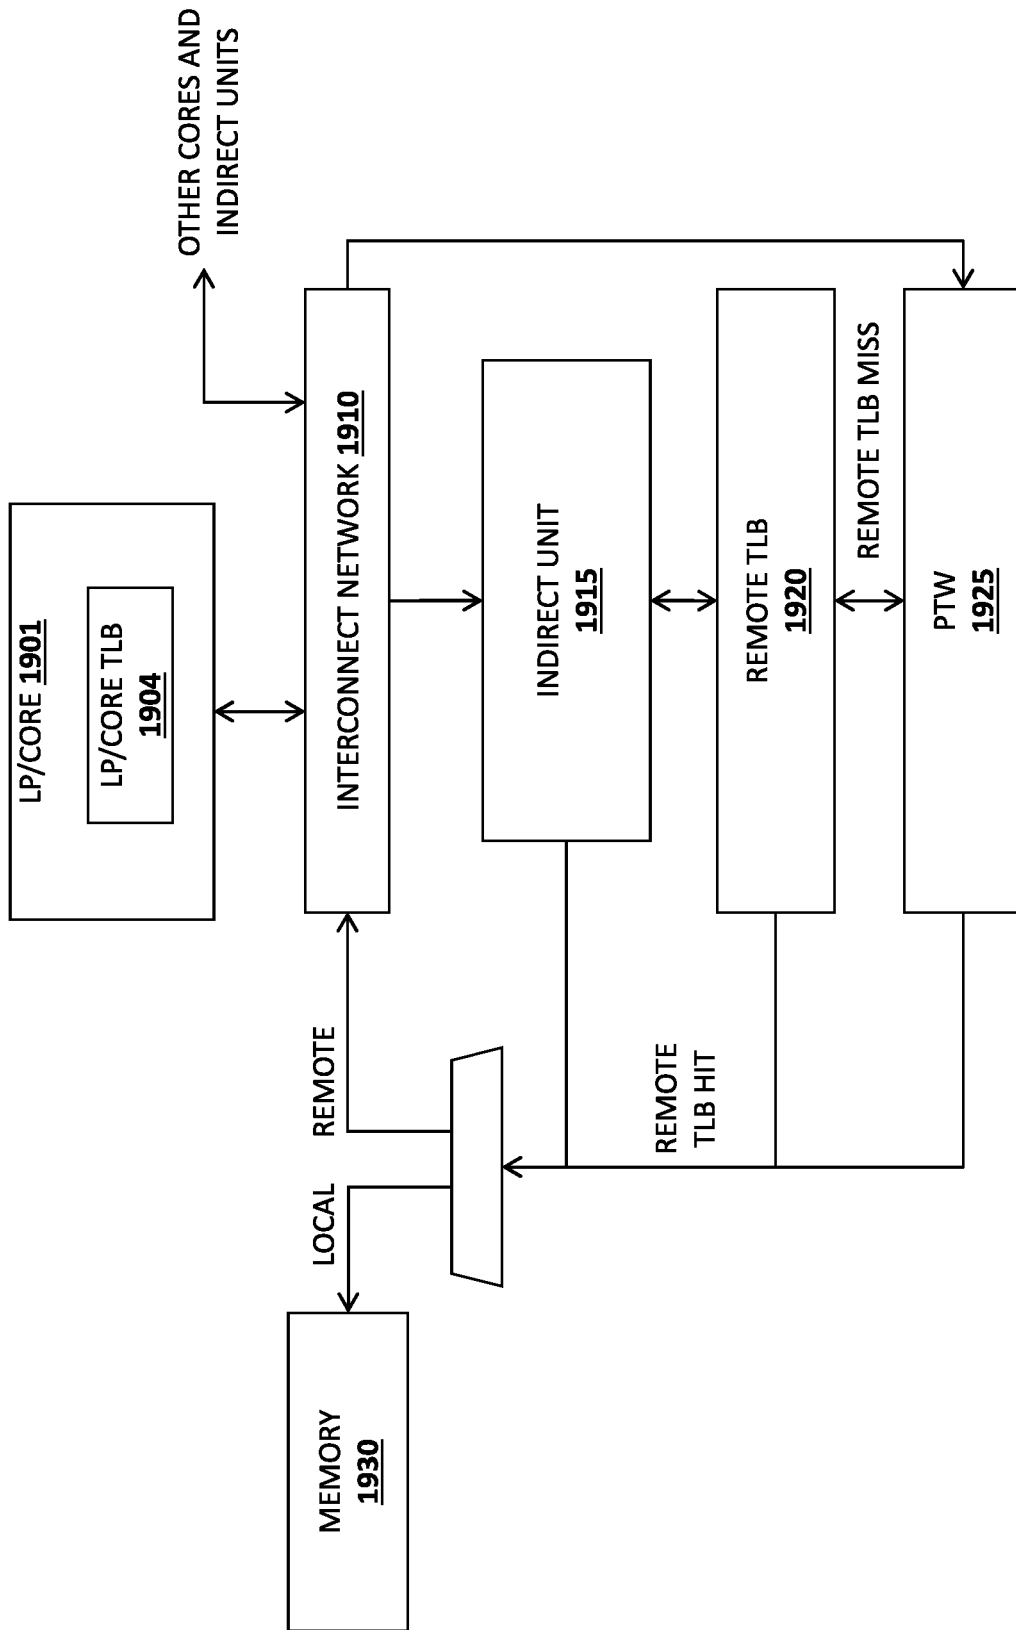 OTHER CORES AND
INDIRECT UNITS
LP/CORE 1901
LP/CORE TLB
1904
INTERCONNECT NETWORK 1910
REMOTE
LOCAL
MEMORY
1930
INDIRECT UNIT
1915
REMOTE TLB
1920
REMOTE
TLB HIT
REMOTE TLB MISS
PTW
1925